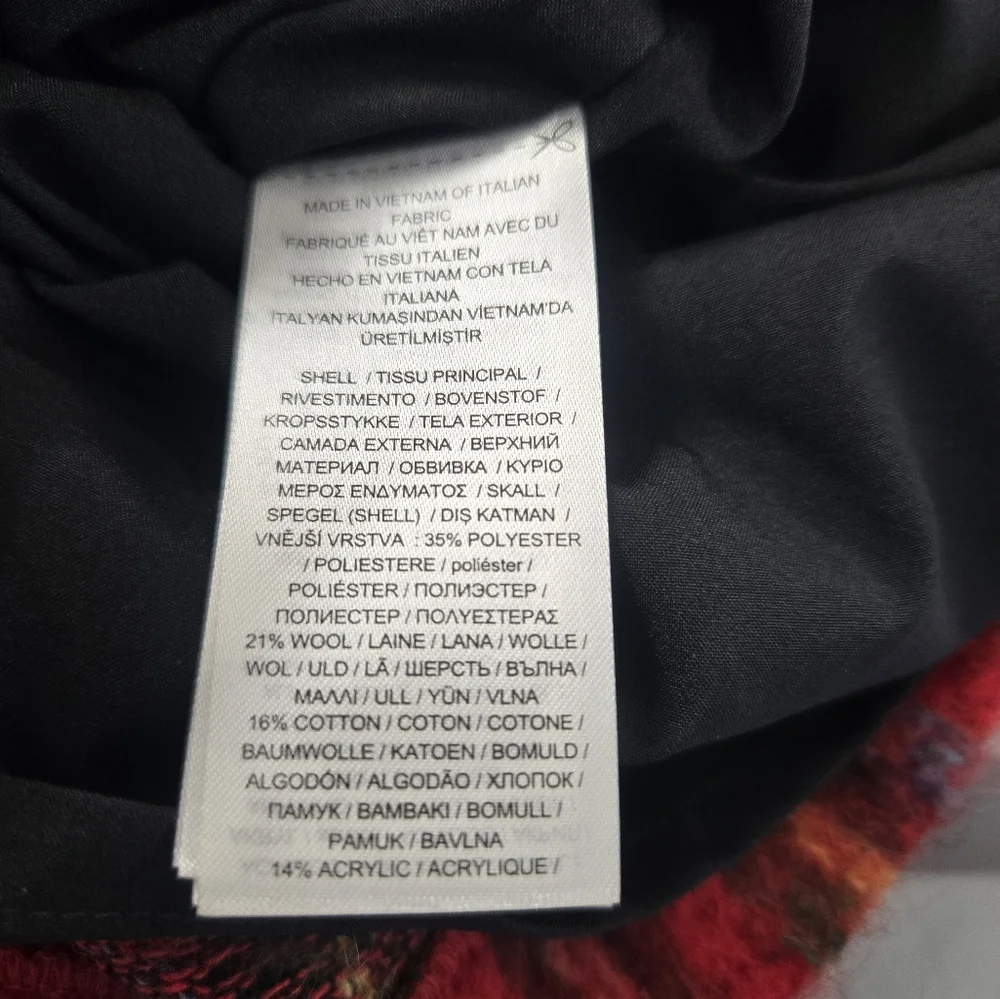 MADE IN VIETNAM OF ITALIAN
FABRIC
FABRIQUÉ AU VIÊT NAM AVEC DU
TISSU ITALIEN
HECHO EN VIETNAM CON TELA
ITALIANA
İTALYAN KUMAŞINDAN VİETNAM'DA
ÜRETİLMİŞTİR
SHELL / TISSU PRINCIPAL /
RIVESTIMENTO / BOVENSTOF /
KROPSSTYKKE / TELA EXTERIOR /
CAMADA EXTERNA / ВЕРХНИЙ
МАТЕРИАЛ / ОБВИВКА / ΚΥΡΙΟ
ΜΕΡΟΣ ΕΝΔΥΜΑΤΟΣ / SKALL /
SPEGEL (SHELL) / DIŞ KATMAN /
VNĚJŠÍ VRSTVA : 35% POLYESTER
/ POLIESTERE / poliéster /
POLIÉSTER / ПОЛИЭСТЕР /
ПОЛИЕСТЕР / ΠΟΛΥΕΣΤΕΡΑΣ
21% WOOL / LAINE / LANA / WOLLE /
WOL / ULD / LÃ / ШЕРСТЬ / ВЪЛНА /
ΜΑΛΛΙ / ULL / YÜN / VLNA
16% COTTON / COTON / COTONE /
BAUMWOLLE / KATOEN / BOMULD /
ALGODÓN / ALGODÃO / ХЛОПОК /
ПАМУК / ΒΑΜΒΑΚΙ / BOMULL /
PAMUK / BAVLNA
14% ACRYLIC / ACRYLIQUE /